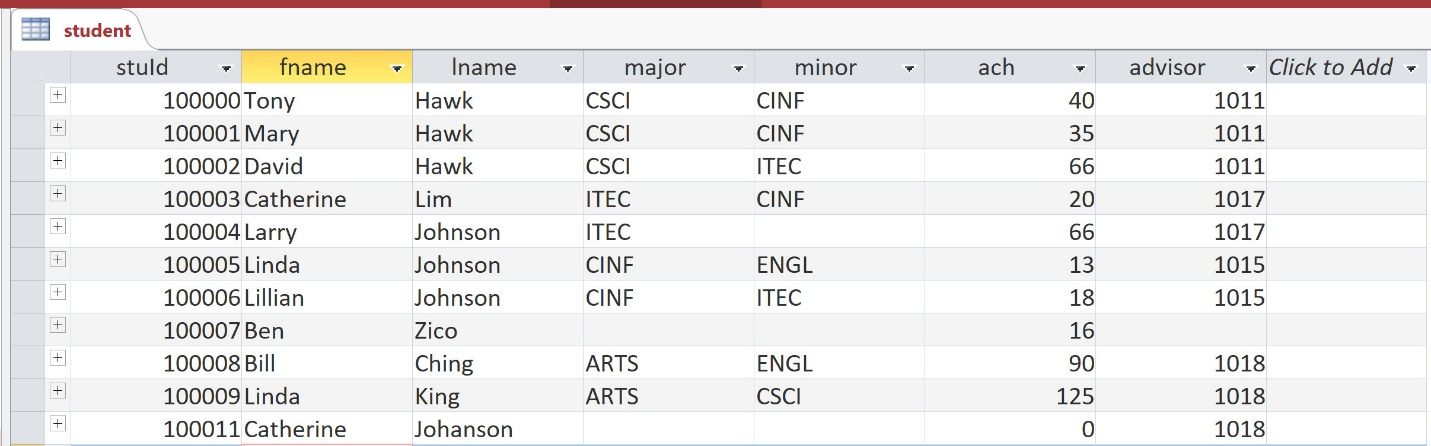 student
stuId fname lname major minor ach advisor Click to Add
100000 Tony Hawk CSCI CINF 40 1011
100001 Mary Hawk CSCI CINF 35 1011
100002 David Hawk CSCI ITEC 66 1011
100003 Catherine Lim ITEC CINF 20 1017
100004 Larry Johnson ITEC 66 1017
100005 Linda Johnson CINF ENGL 13 1015
100006 Lillian Johnson CINF ITEC 18 1015
100007 Ben Zico 16
100008 Bill Ching ARTS ENGL 90 1018
100009 Linda King ARTS CSCI 125 1018
100011 Catherine Johanson 0 1018